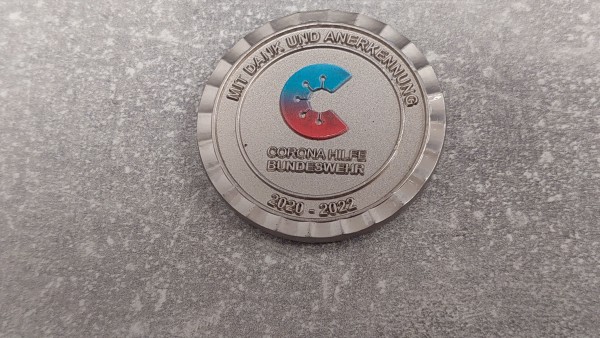 MIT DANK UND ANERKENNUNG
CORONA HILFE
BUNDESWEHR
2020 - 2022